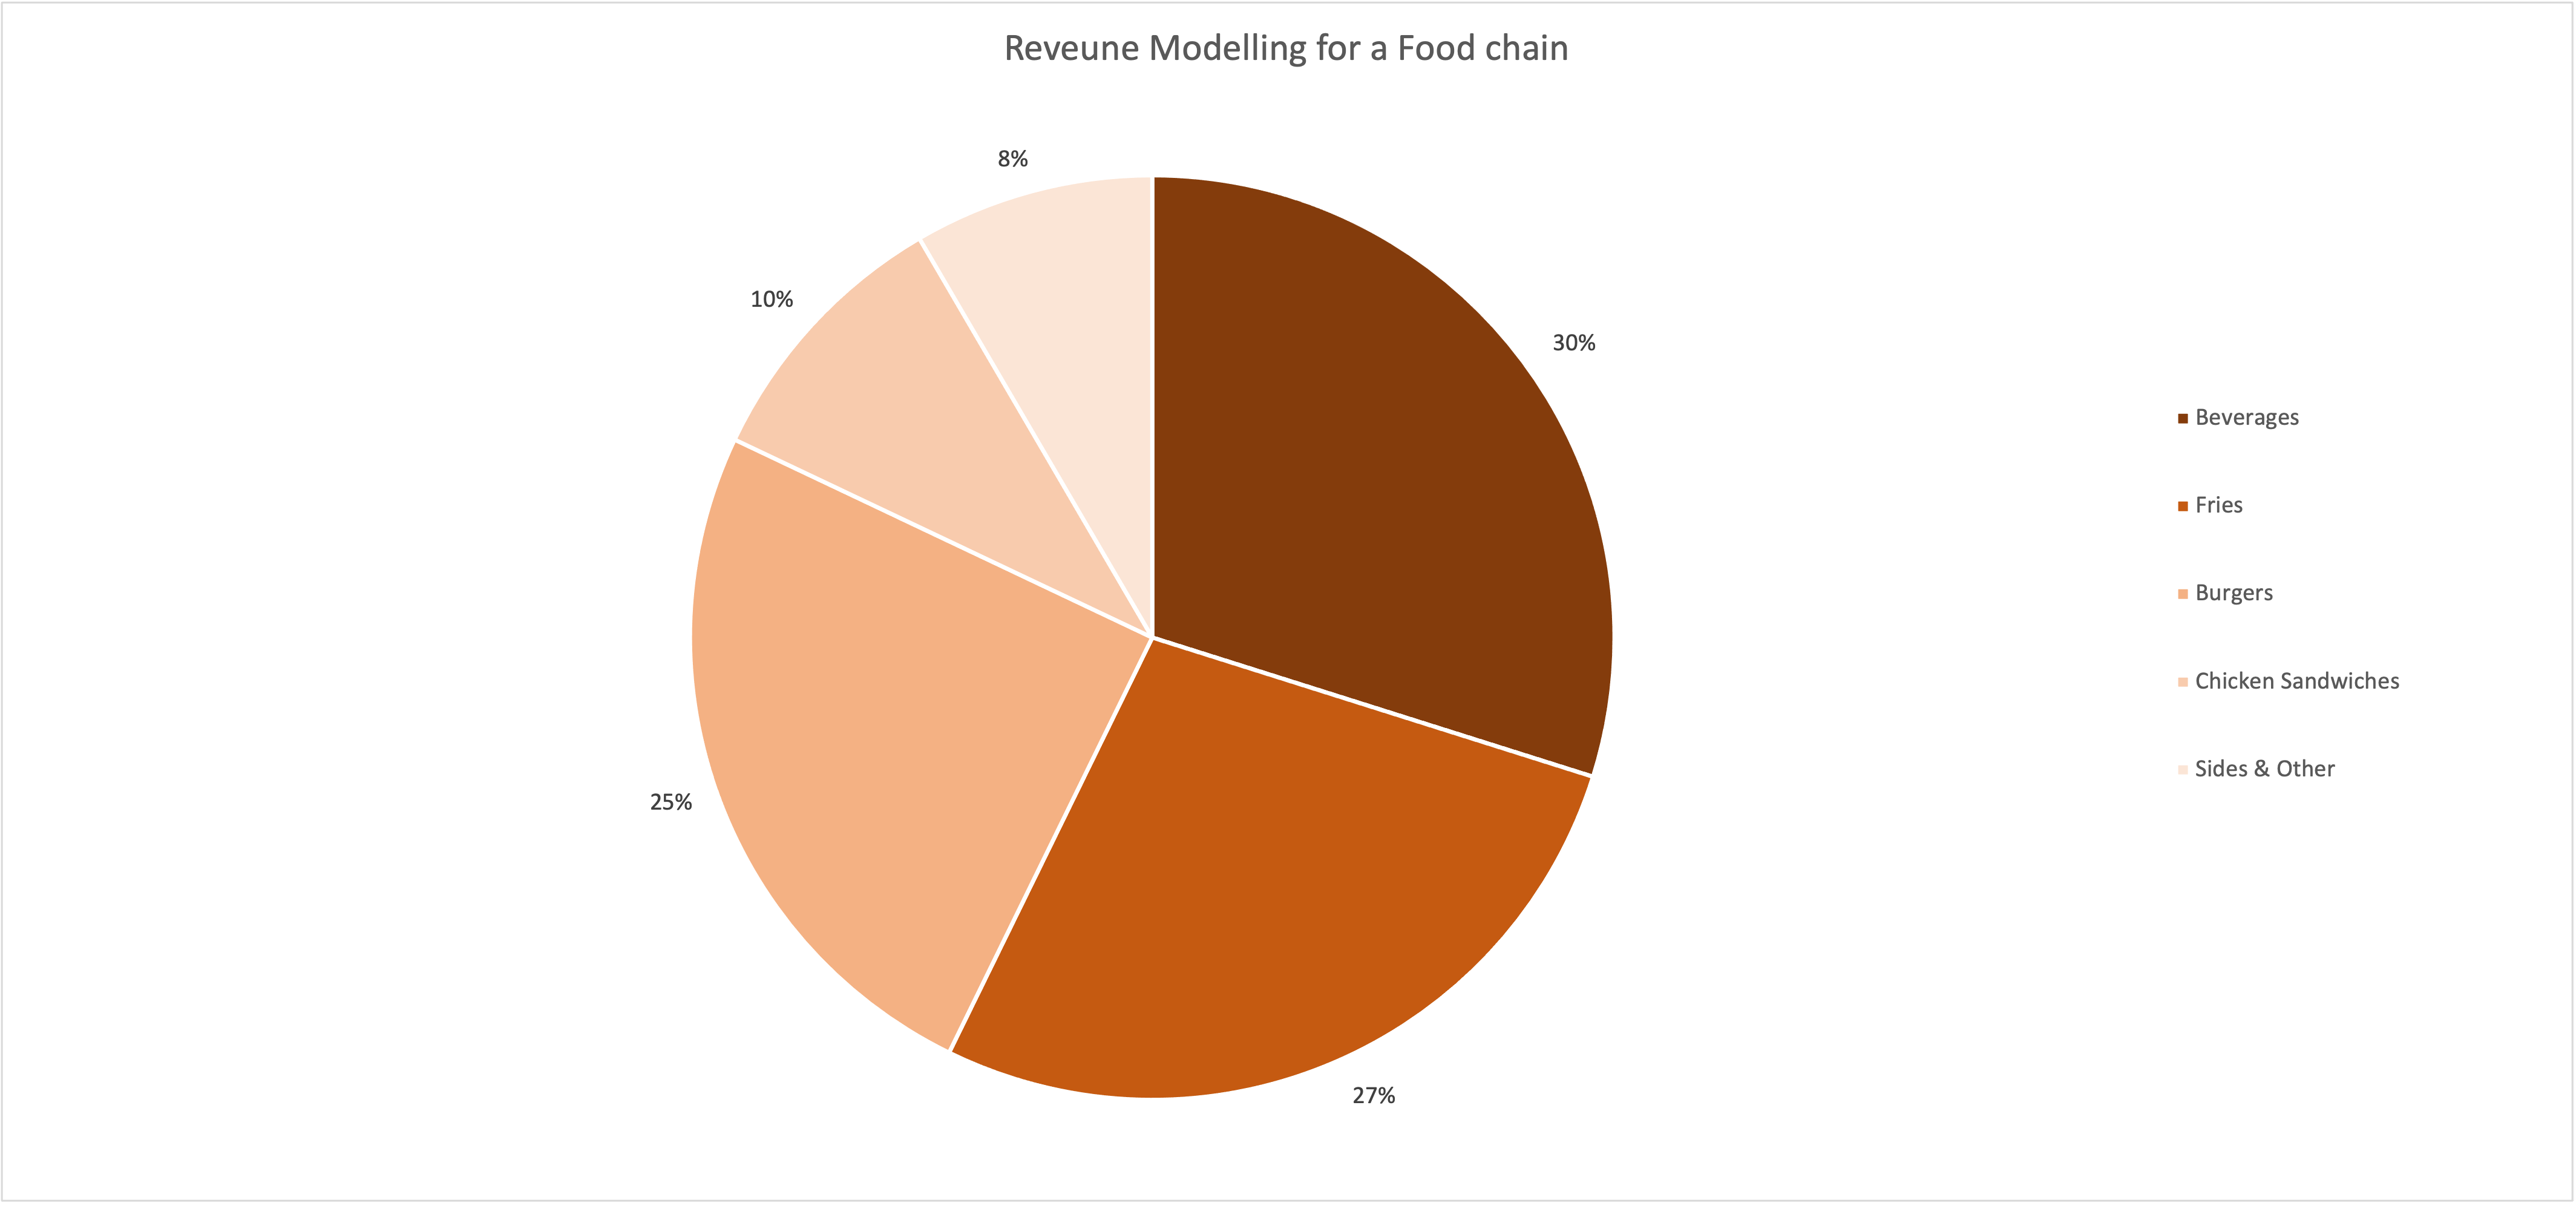 Reveune Modelling for a Food chain
8%
10%
30%
25%
27%
Beverages
Fries
Burgers
Chicken Sandwiches
Sides & Other